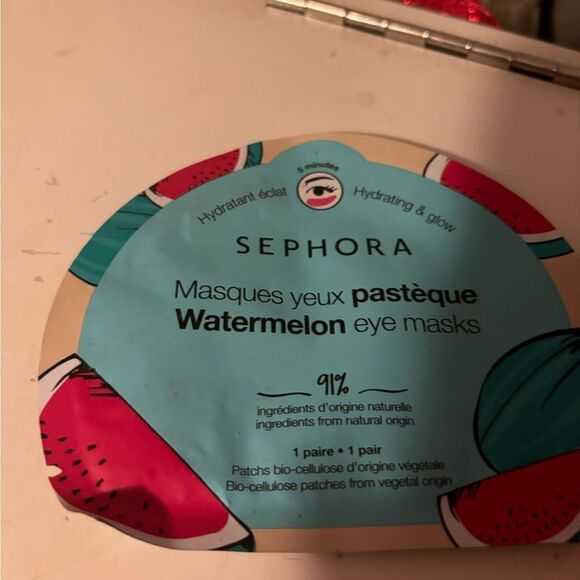 5 minutes
Hydratant éclat
Hydrating & glow
SEPHORA
Masques yeux pastèque
Watermelon eye masks
91%
ingrédients d'origine naturelle
ingredients from natural origin
1 paire • 1 pair
Patchs bio-cellulose d'origine végétale
Bio-cellulose patches from vegetal origin